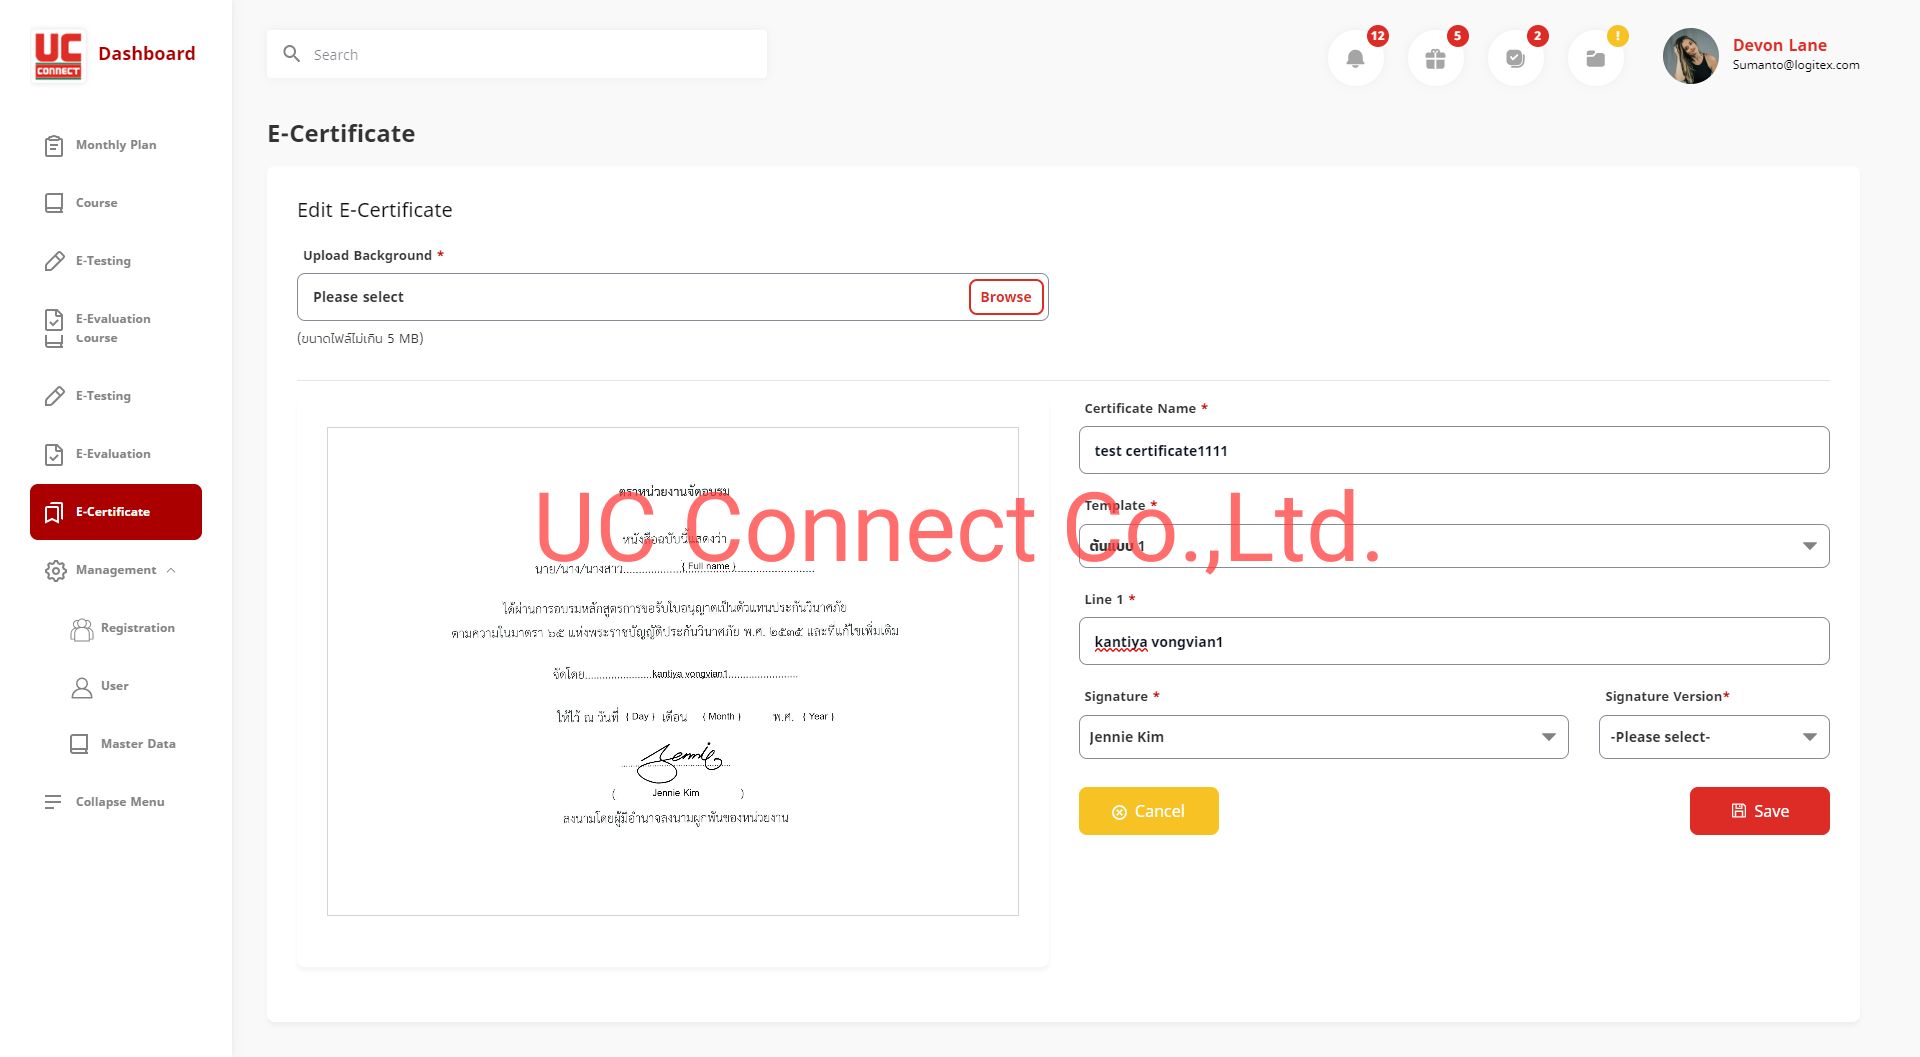 UC
CONNECT
Dashboard
Search
12
5
2
!
Devon Lane
Sumanto@logitex.com
Monthly Plan
Course
E-Testing
E-Evaluation
Course
E-Testing
E-Evaluation
E-Certificate
Management
Registration
User
Master Data
Collapse Menu
E-Certificate
Edit E-Certificate
Upload Background *
Please select
Browse
(ขนาดไฟล์ไม่เกิน 5 MB)
ตราหน่วยงานจัดอบรม
หนังสือฉบับนี้แสดงว่า
นาย/นาง/นางสาว....................( Full name )...........................
ได้ผ่านการอบรมหลักสูตรการขอรับใบอนุญาตเป็นตัวแทนประกันวินาศภัย
ตามความในมาตรา ๖๕ แห่งพระราชบัญญัติประกันวินาศภัย พ.ศ. ๒๕๓๕ และที่แก้ไขเพิ่มเติม
จัดโดย.......................kantiya vongvian1........................
ให้ไว้ ณ วันที่ ( Day ) เดือน ( Month ) พ.ศ. ( Year )
Jennie
( Jennie Kim )
ลงนามโดยผู้มีอำนาจลงนามผูกพันของหน่วยงาน
UC Connect Co.,Ltd.
Certificate Name *
test certificate1111
Template *
ต้นแบบ 1
Line 1 *
kantiya vongvian1
Signature *
Signature Version*
Jennie Kim
-Please select-
Cancel
Save